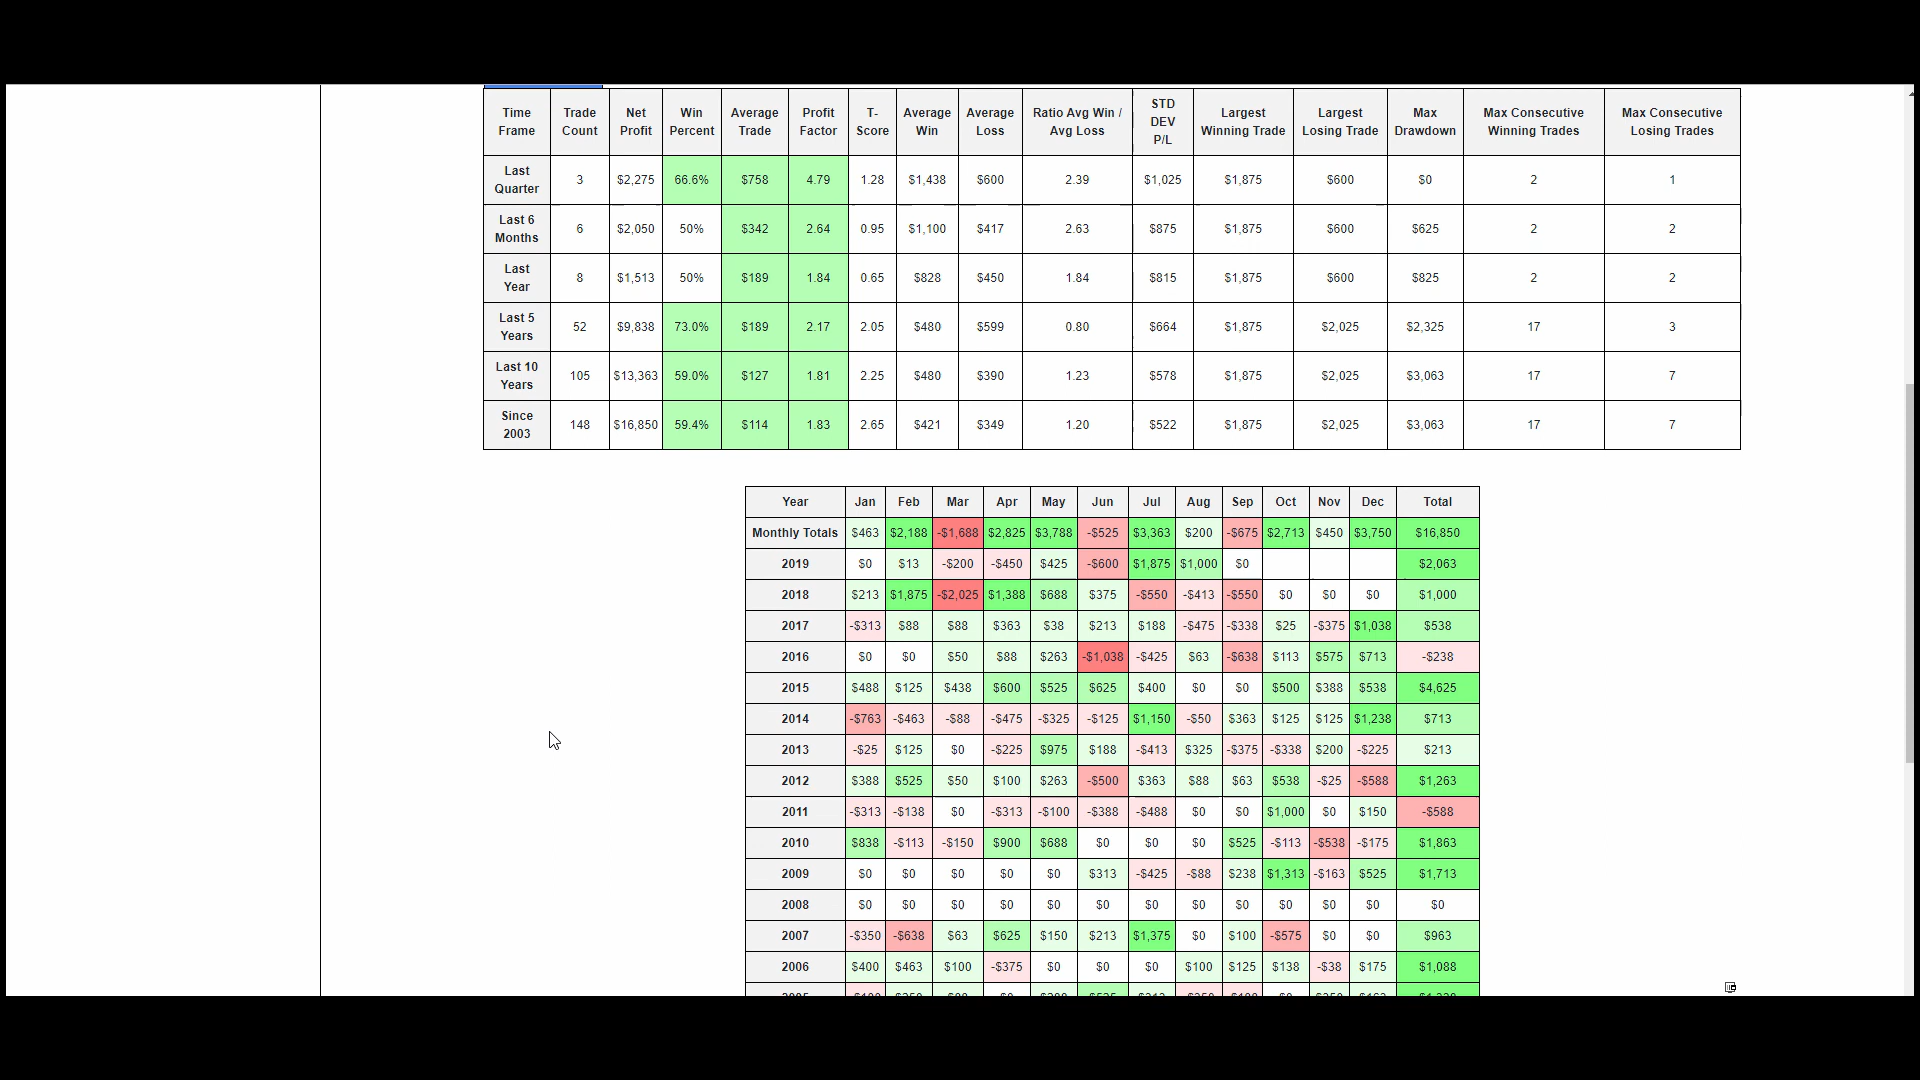 Time Frame Trade Count Net Profit Win Percent Average Trade Profit Factor T-Score Average Win Average Loss Ratio Avg Win / Avg Loss STD DEV P/L Largest Winning Trade Largest Losing Trade Max Drawdown Max Consecutive Winning Trades Max Consecutive Losing Trades
Last Quarter 3 $2,275 66.6% $758 4.79 1.28 $1,438 $600 2.39 $1,025 $1,875 $600 $0 2 1
Last 6 Months 6 $2,050 50% $342 2.64 0.95 $1,100 $417 2.63 $875 $1,875 $600 $625 2 2
Last Year 8 $1,513 50% $189 1.84 0.65 $828 $450 1.84 $815 $1,875 $600 $825 2 2
Last 5 Years 52 $9,838 73.0% $189 2.17 2.05 $480 $599 0.80 $664 $1,875 $2,025 $2,325 17 3
Last 10 Years 105 $13,363 59.0% $127 1.81 2.25 $480 $390 1.23 $578 $1,875 $2,025 $3,063 17 7
Since 2003 148 $16,850 59.4% $114 1.83 2.65 $421 $349 1.20 $522 $1,875 $2,025 $3,063 17 7
Year Jan Feb Mar Apr May Jun Jul Aug Sep Oct Nov Dec Total
Monthly Totals $463 $2,188 -$1,688 $2,825 $3,788 -$525 $3,363 $200 -$675 $2,713 $450 $3,750 $16,850
2019 $0 $13 -$200 -$450 $425 -$600 $1,875 $1,000 $0 $2,063
2018 $213 $1,875 -$2,025 $1,388 $688 $375 -$550 -$413 -$550 $0 $0 $0 $1,000
2017 -$313 $88 $88 $363 $38 $213 $188 -$475 -$338 $25 -$375 $1,038 $538
2016 $0 $0 $50 $88 $263 -$1,038 -$425 $63 -$638 $113 $575 $713 -$238
2015 $488 $125 $438 $600 $525 $625 $400 $0 $0 $500 $388 $538 $4,625
2014 -$763 -$463 -$88 -$475 -$325 -$125 $1,150 -$50 $363 $125 $125 $1,238 $713
2013 -$25 $125 $0 -$225 $975 $188 -$413 $325 -$375 -$338 $200 -$225 $213
2012 $388 $525 $50 $100 $263 -$500 $363 $88 $63 $538 -$25 -$588 $1,263
2011 -$313 -$138 $0 -$313 -$100 -$388 -$488 $0 $0 $1,000 $0 $150 -$588
2010 $838 -$113 -$150 $900 $688 $0 $0 $0 $525 -$113 -$538 -$175 $1,863
2009 $0 $0 $0 $0 $0 $313 -$425 -$88 $238 $1,313 -$163 $525 $1,713
2008 $0 $0 $0 $0 $0 $0 $0 $0 $0 $0 $0 $0 $0
2007 -$350 -$638 $63 $625 $150 $213 $1,375 $0 $100 -$575 $0 $0 $963
2006 $400 $463 $100 -$375 $0 $0 $0 $100 $125 $138 -$38 $175 $1,088